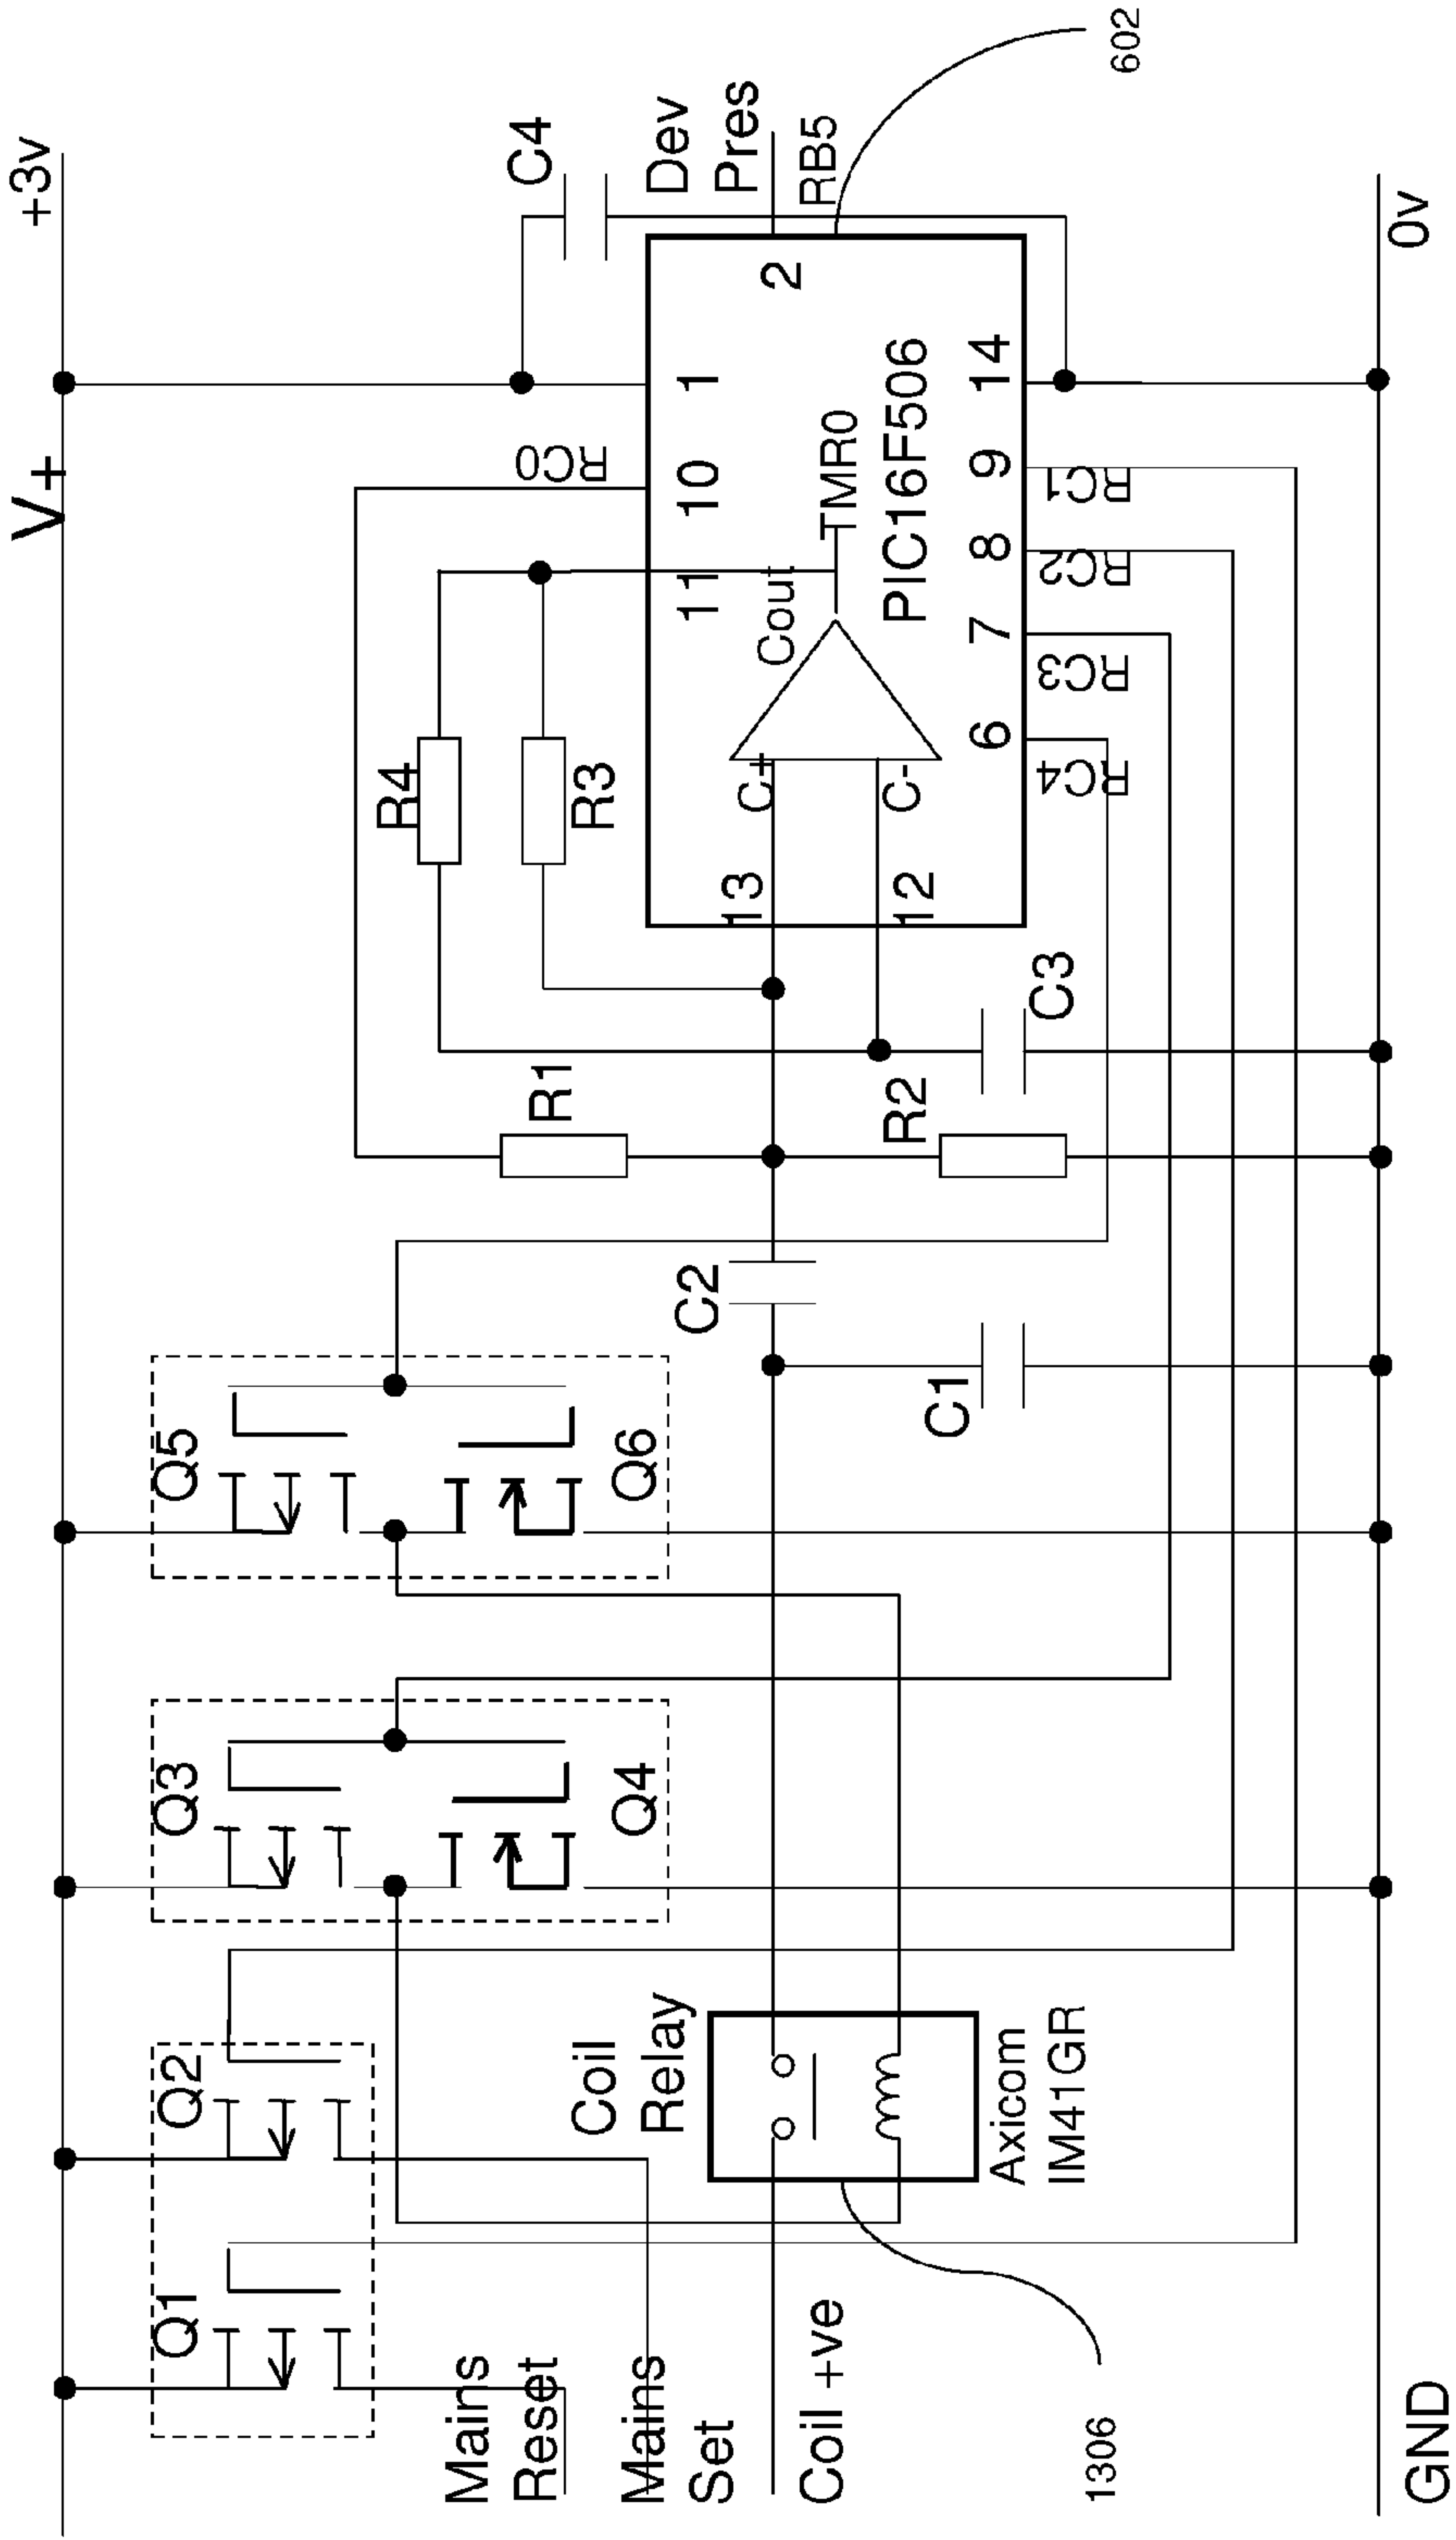 V+
+3v
Q1
Q2
Q3
Q5
C4
R4
RC0
R3
R1
Mains
Reset
Mains
Set
Coil
Relay
Q4
Q6
C2
10
1
11
13
Dev
Pres
RB5
2
C+
Cout
TMR0
C-
12
PIC16F506
Coil +ve
Axicom
IM41GR
C1
R2
C3
6
7
8
9
14
RC4
RC3
RC2
RC1
1306
602
GND
0v